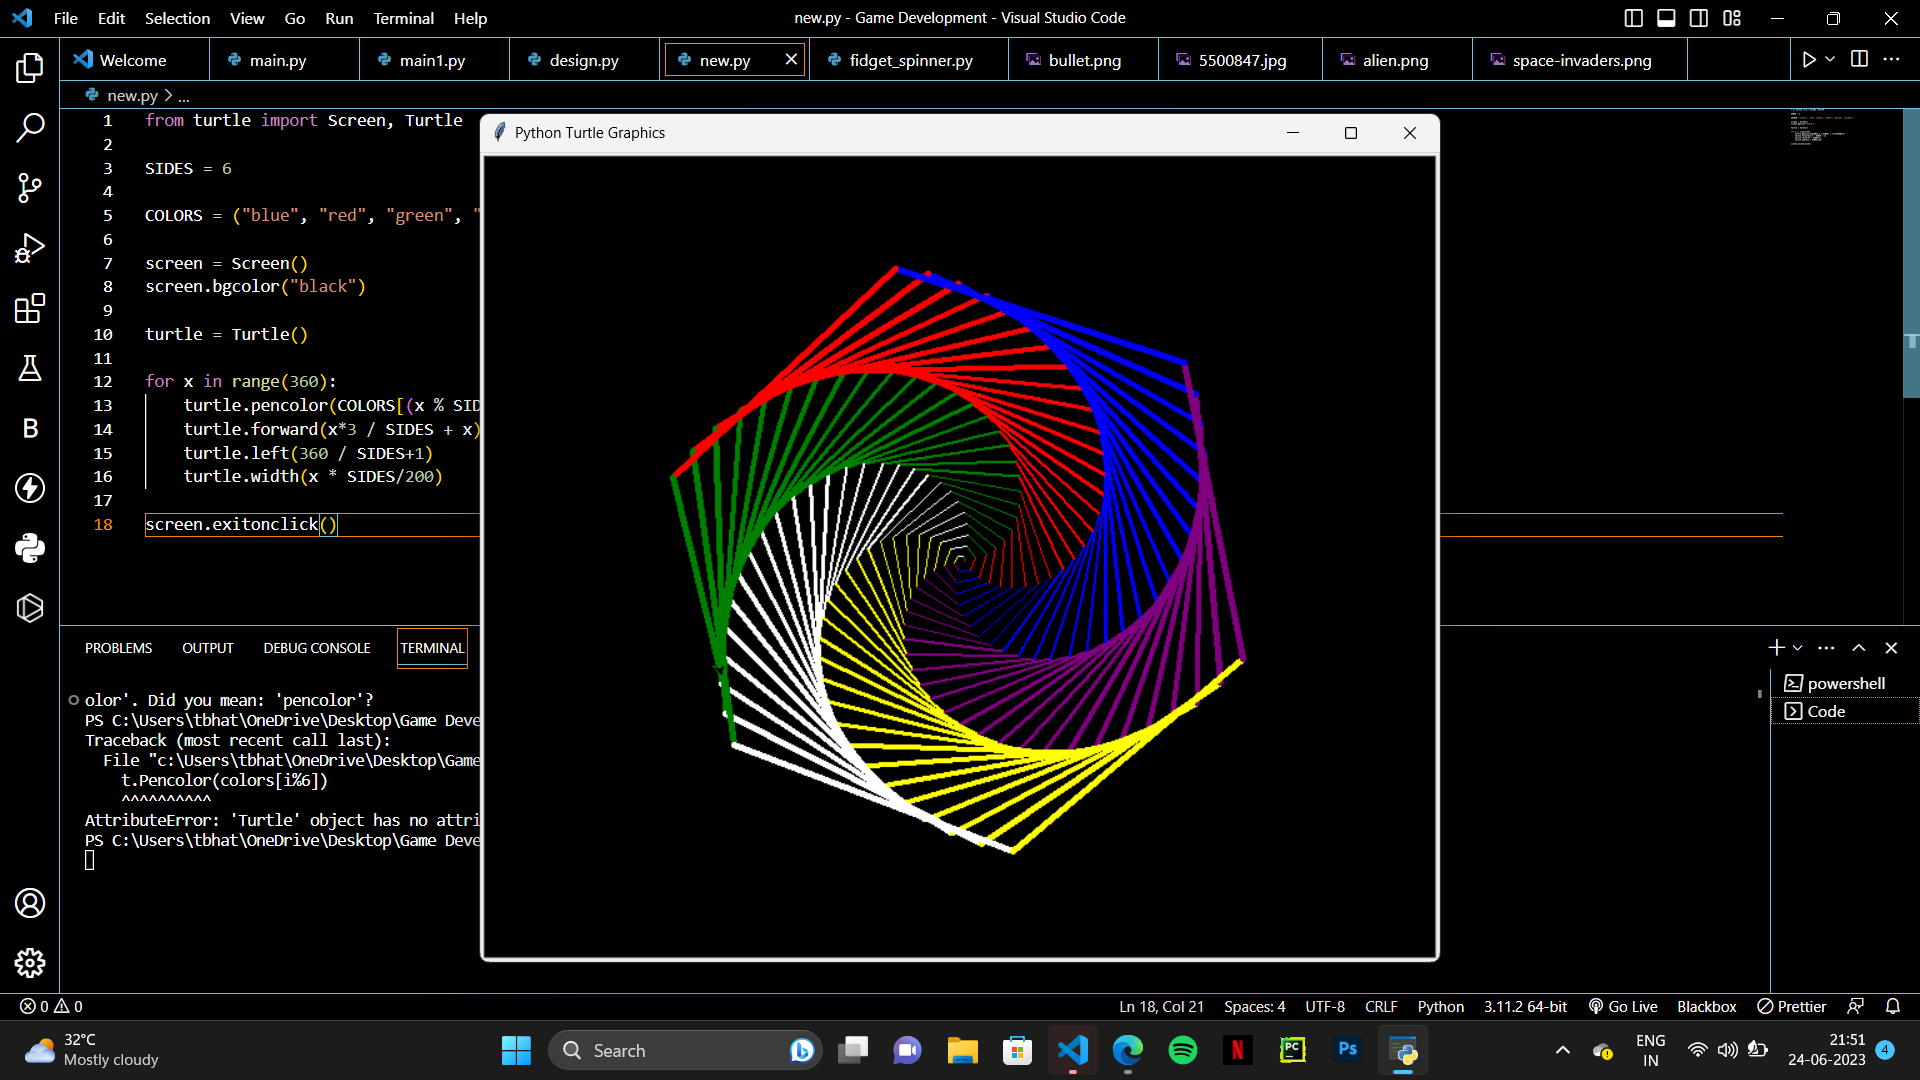 File Edit Selection View Go Run Terminal Help
new.py - Game Development - Visual Studio Code
Welcome main.py main1.py design.py new.py fidget_spinner.py bullet.png 5500847.jpg alien.png space-invaders.png
new.py > ...
1 from turtle import Screen, Turtle
2
3 SIDES = 6
4
5 COLORS = ("blue", "red", "green", "
6
7 screen = Screen()
8 screen.bgcolor("black")
9
10 turtle = Turtle()
11
12 for x in range(360):
13 turtle.pencolor(COLORS[(x % SID
14 turtle.forward(x*3 / SIDES + x)
15 turtle.left(360 / SIDES+1)
16 turtle.width(x * SIDES/200)
17
18 screen.exitonclick()
Python Turtle Graphics
B
PROBLEMS OUTPUT DEBUG CONSOLE TERMINAL
olor'. Did you mean: 'pencolor'?
PS C:\Users\tbhat\OneDrive\Desktop\Game Deve
Traceback (most recent call last):
File "c:\Users\tbhat\OneDrive\Desktop\Game
t.Pencolor(colors[i%6])
^^^^^^^^^^
AttributeError: 'Turtle' object has no attri
PS C:\Users\tbhat\OneDrive\Desktop\Game Deve
powershell
Code
0 0
Ln 18, Col 21 Spaces: 4 UTF-8 CRLF Python 3.11.2 64-bit Go Live Blackbox Prettier
32°C
Mostly cloudy
Search
N
PC
Ps
ENG
IN
21:51
24-06-2023
4